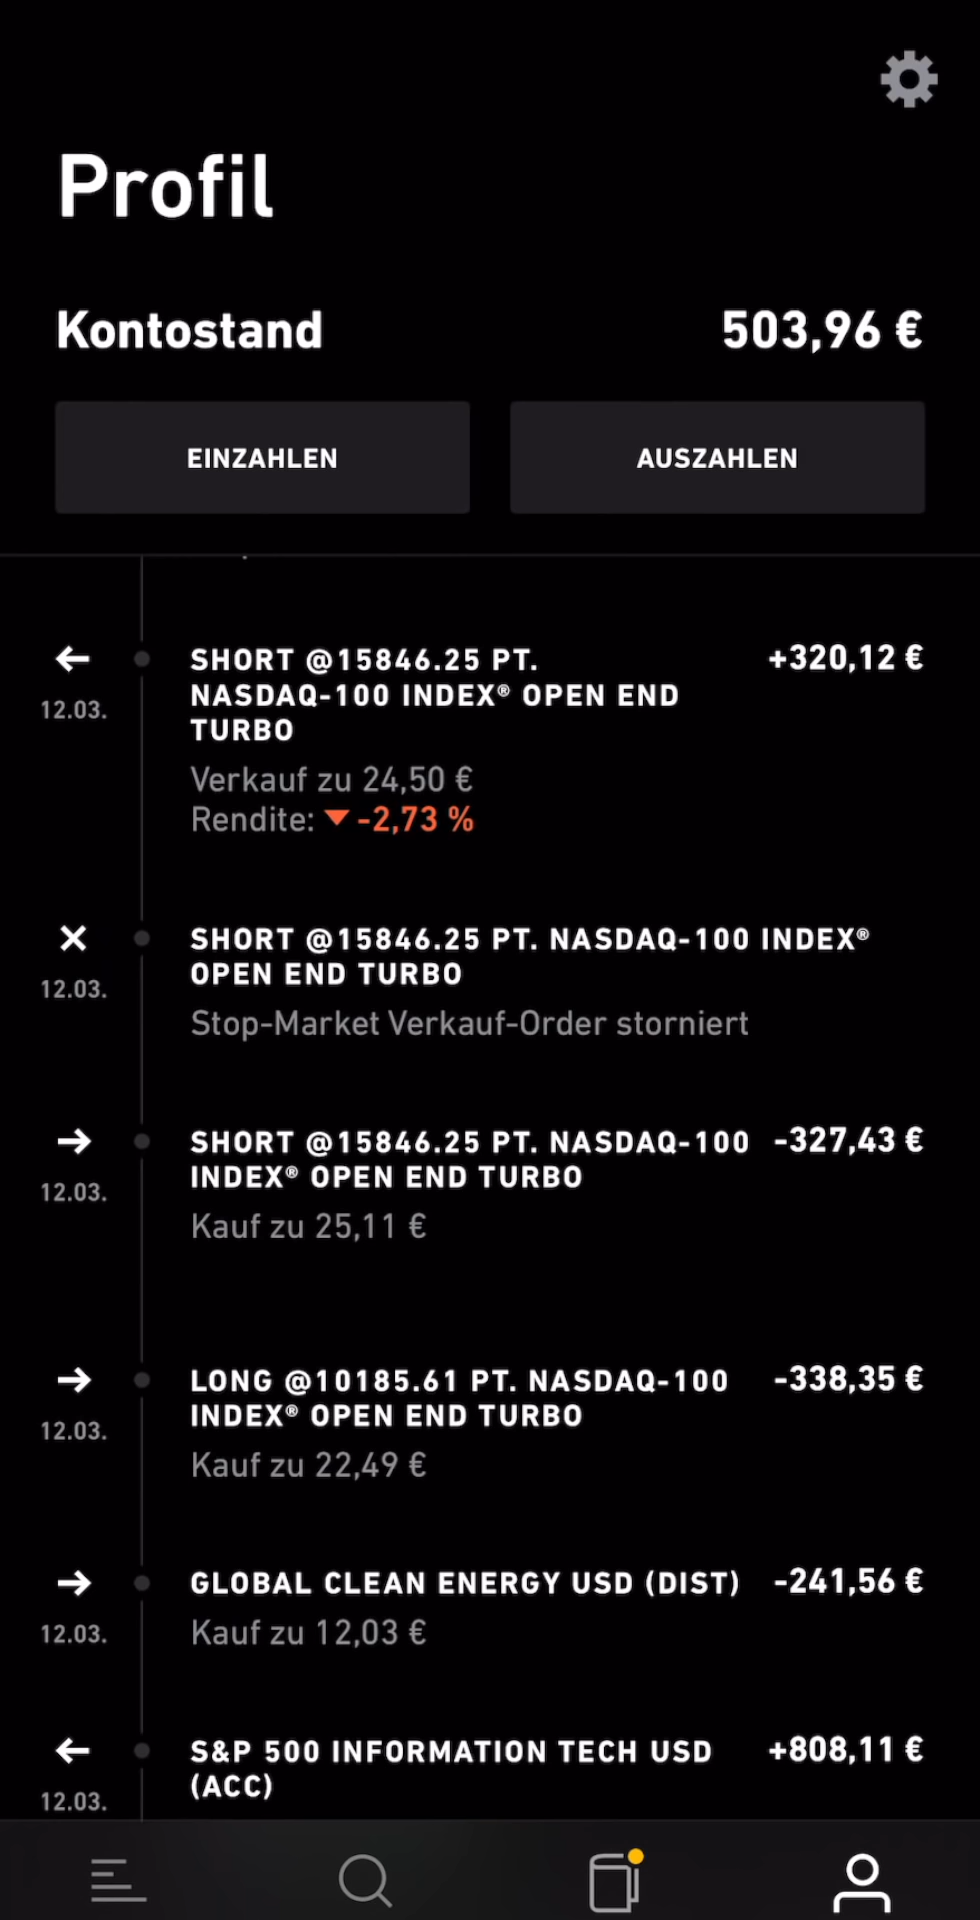 Profil
Kontostand 503,96 €
EINZAHLEN AUSZAHLEN
SHORT @15846.25 PT. +320,12 €
NASDAQ-100 INDEX® OPEN END
12.03.
TURBO
Verkauf zu 24,50 €
Rendite: ▼ -2,73 %
SHORT @15846.25 PT. NASDAQ-100 INDEX®
12.03. OPEN END TURBO
Stop-Market Verkauf-Order storniert
SHORT @15846.25 PT. NASDAQ-100 -327,43 €
12.03. INDEX® OPEN END TURBO
Kauf zu 25,11 €
LONG @10185.61 PT. NASDAQ-100 -338,35 €
12.03. INDEX® OPEN END TURBO
Kauf zu 22,49 €
GLOBAL CLEAN ENERGY USD (DIST) -241,56 €
12.03. Kauf zu 12,03 €
S&P 500 INFORMATION TECH USD +808,11 €
12.03. (ACC)